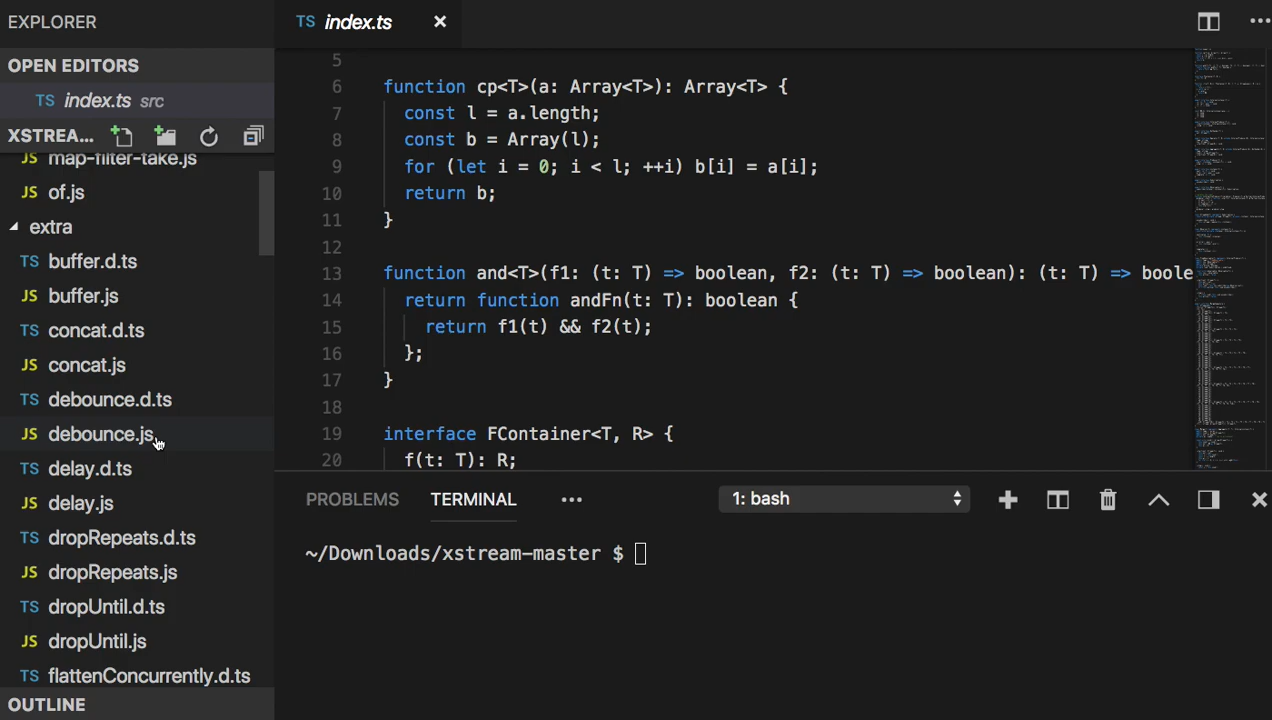 EXPLORER
OPEN EDITORS
TS index.ts src
XSTREA...
JS map-filter-take.js
JS of.js
extra
TS buffer.d.ts
JS buffer.js
TS concat.d.ts
JS concat.js
TS debounce.d.ts
JS debounce.js
TS delay.d.ts
JS delay.js
TS dropRepeats.d.ts
JS dropRepeats.js
TS dropUntil.d.ts
JS dropUntil.js
TS flattenConcurrently.d.ts
OUTLINE
TS index.ts
5
6 function cp<T>(a: Array<T>): Array<T> {
7 const l = a.length;
8 const b = Array(l);
9 for (let i = 0; i < l; ++i) b[i] = a[i];
10 return b;
11 }
12
13 function and<T>(f1: (t: T) => boolean, f2: (t: T) => boolean): (t: T) => boole
14 return function andFn(t: T): boolean {
15 return f1(t) && f2(t);
16 };
17 }
18
19 interface FContainer<T, R> {
20 f(t: T): R;
PROBLEMS TERMINAL ... 1: bash
~/Downloads/xstream-master $